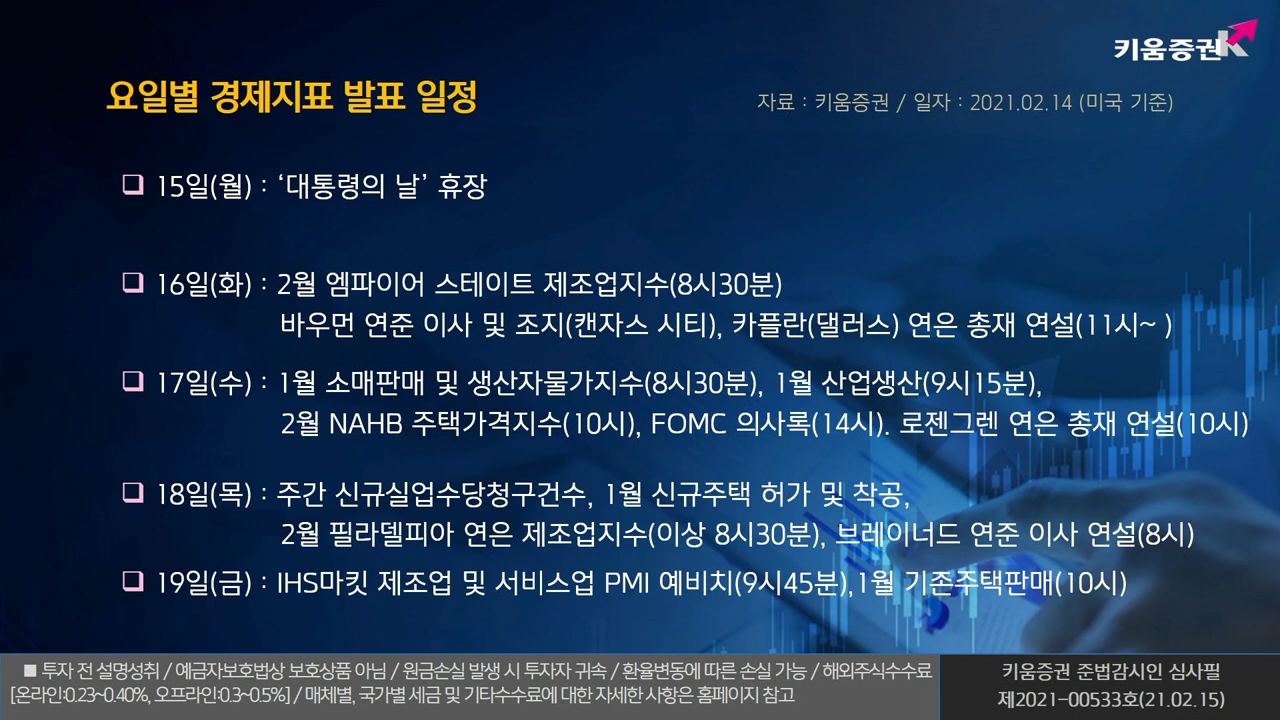 키움증권
요일별 경제지표 발표 일정
자료 : 키움증권 / 일자 : 2021.02.14 (미국 기준)
❑ 15일(월) : ‘대통령의 날’ 휴장
❑ 16일(화) : 2월 엠파이어 스테이트 제조업지수(8시30분)
바우먼 연준 이사 및 조지(캔자스 시티), 카플란(댈러스) 연은 총재 연설(11시~ )
❑ 17일(수) : 1월 소매판매 및 생산자물가지수(8시30분), 1월 산업생산(9시15분),
2월 NAHB 주택가격지수(10시), FOMC 의사록(14시). 로젠그렌 연은 총재 연설(10시)
❑ 18일(목) : 주간 신규실업수당청구건수, 1월 신규주택 허가 및 착공,
2월 필라델피아 연은 제조업지수(이상 8시30분), 브레이너드 연준 이사 연설(8시)
❑ 19일(금) : IHS마킷 제조업 및 서비스업 PMI 예비치(9시45분),1월 기존주택판매(10시)
■ 투자 전 설명성취 / 예금자보호법상 보호상품 아님 / 원금손실 발생 시 투자자 귀속 / 환율변동에 따른 손실 가능 / 해외주식수수료
[온라인:0.23~0.40%, 오프라인:0.3~0.5%] / 매체별, 국가별 세금 및 기타수수료에 대한 자세한 사항은 홈페이지 참고
키움증권 준법감시인 심사필
제2021-00533호(21.02.15)